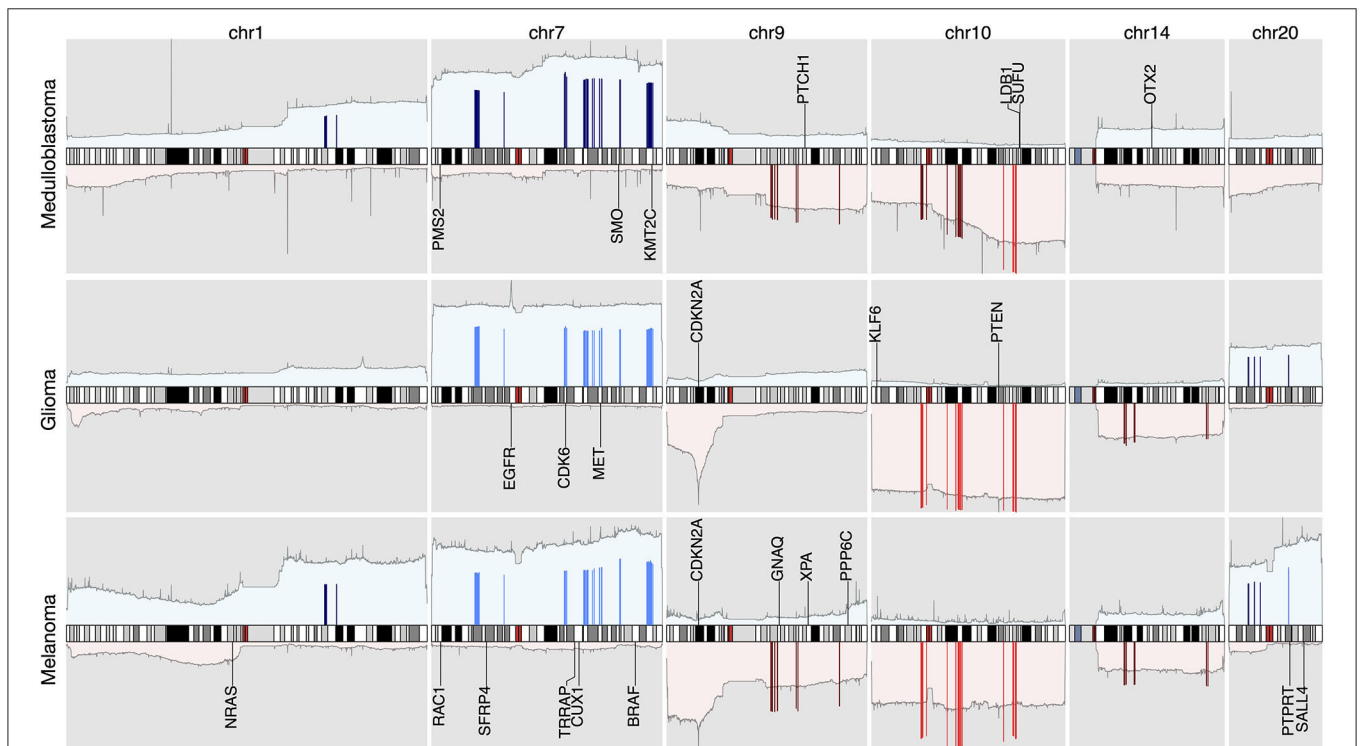 chr1 chr7 chr9 chr10 chr14 chr20
Medulloblastoma
PTCH1
LDB1
SUFU
OTX2
PMS2
SMO
KMT2C
Glioma
CDKN2A
KLF6
PTEN
EGFR
CDK6
MET
Melanoma
CDKN2A
GNAQ
XPA
PPP6C
NRAS
RAC1
SFRP4
TRRAP
CUX1
BRAF
PTPRT
SALL4